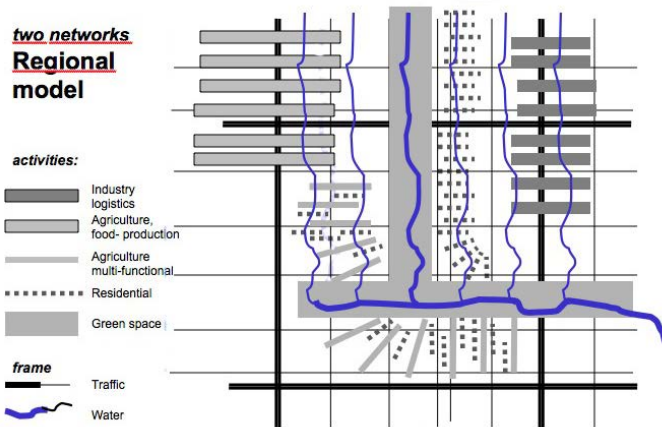 two networks
Regional
model
activities:
Industry
logistics
Agriculture,
food- production
Agriculture
multi-functional
Residential
Green space
frame
Traffic
Water